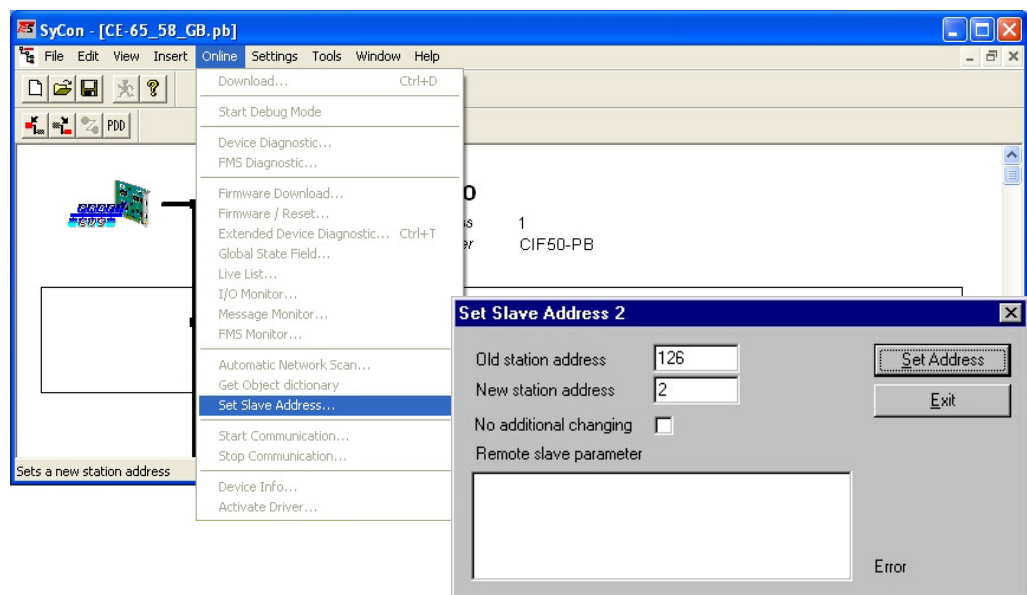 SyCon - [CE-65_58_GB.pb]
File Edit View Insert Online Settings Tools Window Help
Download... Ctrl+D
Start Debug Mode
PDD
Device Diagnostic...
FMS Diagnostic...
Firmware Download...
Firmware / Reset...
Extended Device Diagnostic... Ctrl+T
Global State Field...
Live List...
I/O Monitor...
Message Monitor...
FMS Monitor...
Automatic Network Scan...
Get Object dictionary
Set Slave Address...
Start Communication...
Stop Communication...
Device Info...
Activate Driver...
1
CIF50-PB
Sets a new station address
Set Slave Address 2
Old station address 126 Set Address
New station address 2 Exit
No additional changing
Remote slave parameter
Error